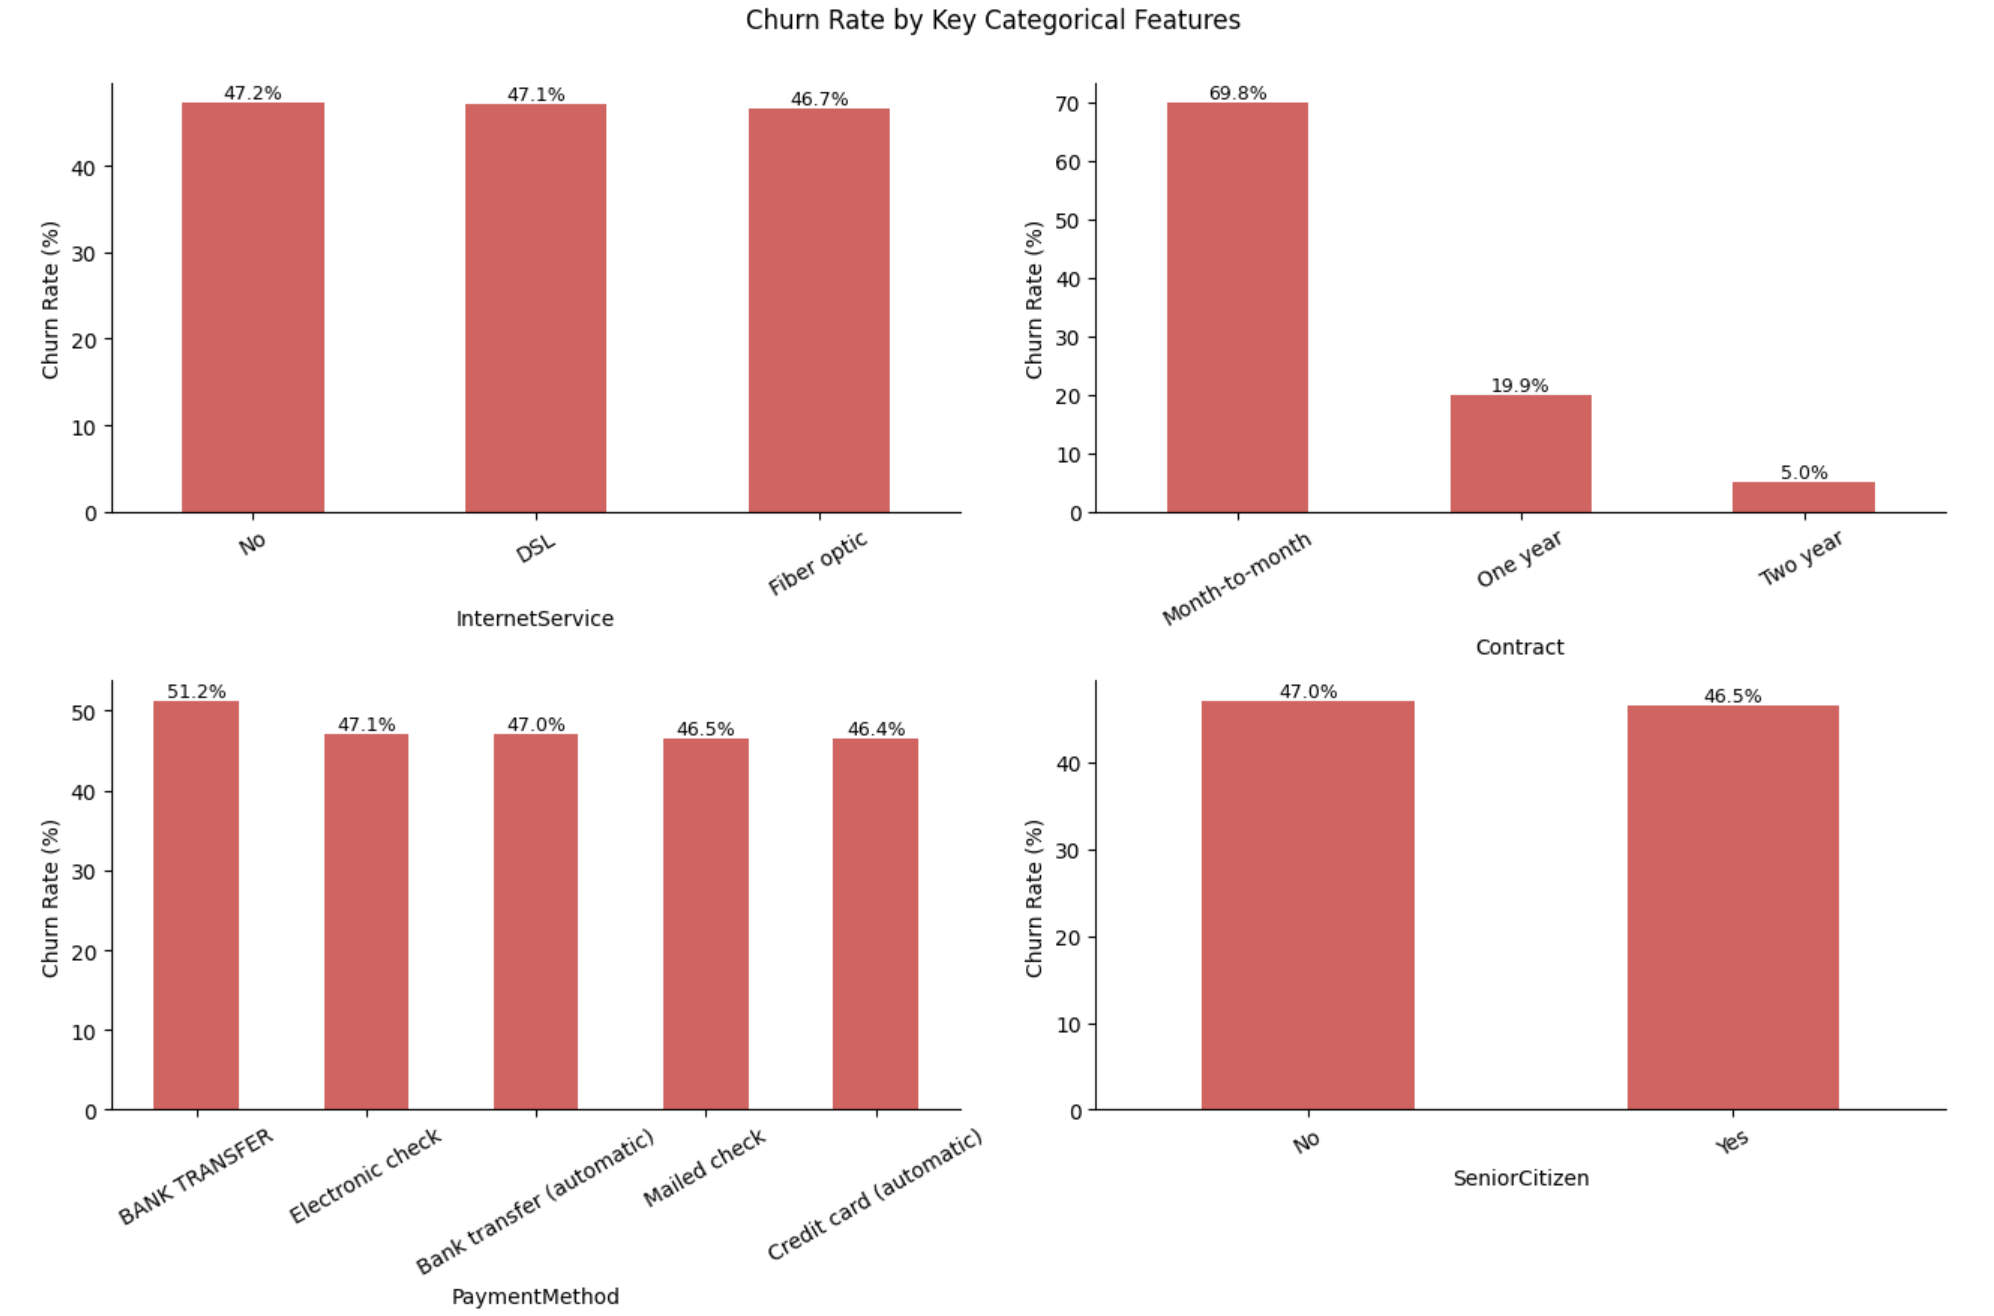 Churn Rate by Key Categorical Features
Churn Rate (%)
40
30
20
10
0
47.2%
47.1%
46.7%
No
DSL
Fiber optic
InternetService
Churn Rate (%)
70
60
50
40
30
20
10
0
69.8%
19.9%
5.0%
Month-to-month
One year
Two year
Contract
Churn Rate (%)
50
40
30
20
10
0
51.2%
47.1%
47.0%
46.5%
46.4%
BANK TRANSFER
Electronic check
Bank transfer (automatic)
Mailed check
Credit card (automatic)
PaymentMethod
Churn Rate (%)
40
30
20
10
0
47.0%
46.5%
No
Yes
SeniorCitizen